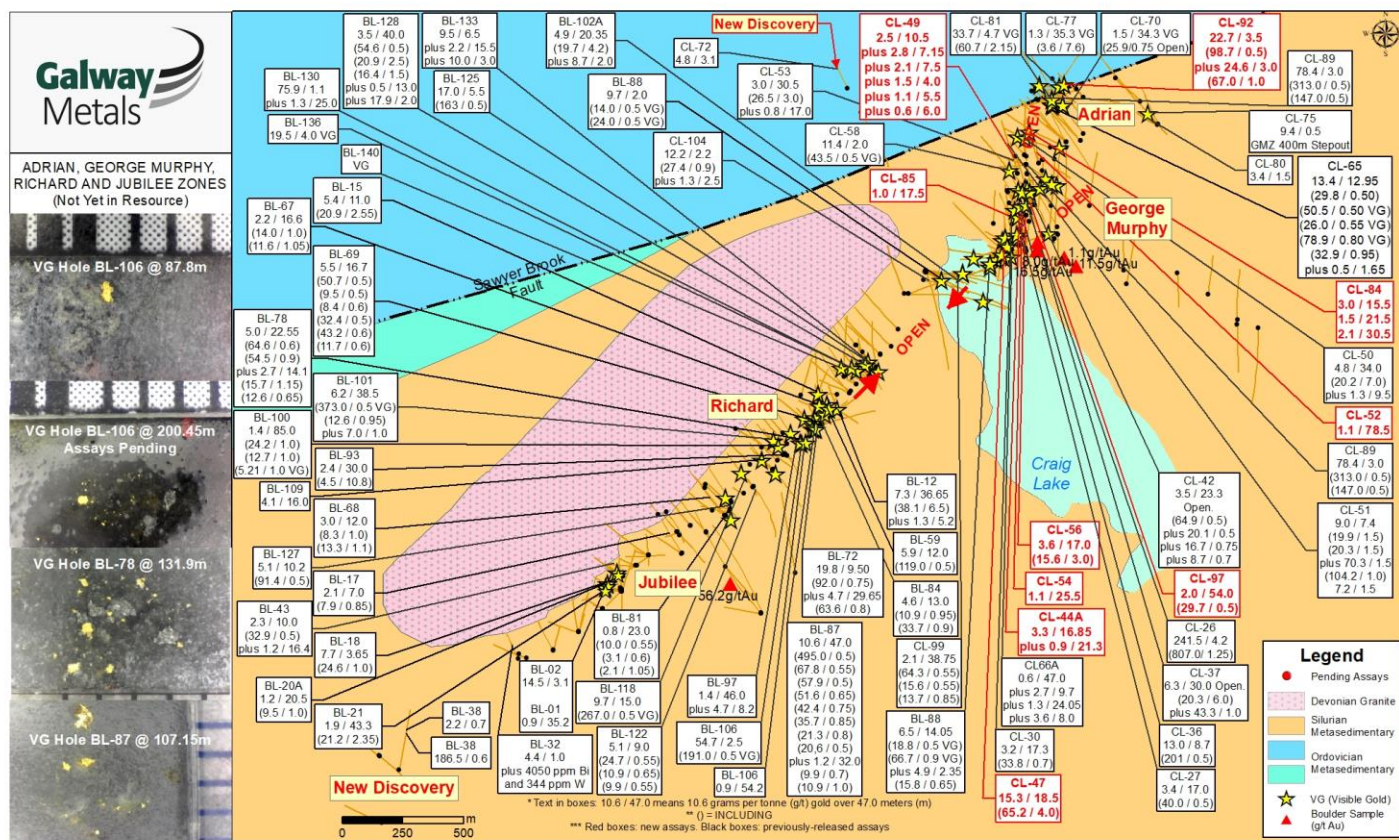 Galway
Metals
ADRIAN, GEORGE MURPHY,
RICHARD AND JUBILEE ZONES
(Not Yet in Resource)
VG Hole BL-106 @ 87.8m
VG Hole BL-106 @ 200.45m
Assays Pending
VG Hole BL-78 @ 131.9m
VG Hole BL-87 @ 107.15m
BL-128
3.5 / 40.0
(54.6 / 0.5)
(20.9 / 2.5)
(16.4 / 1.5)
plus 0.5 / 13.0
plus 17.9 / 2.0
BL-133
9.5 / 6.5
plus 2.2 / 15.5
plus 10.0 / 3.0
BL-102A
4.9 / 20.35
(19.7 / 4.2)
plus 8.7 / 2.0
New Discovery
CL-72
4.8 / 3.1
CL-49
2.5 / 10.5
plus 2.8 / 7.15
plus 2.1 / 7.5
plus 1.5 / 4.0
plus 1.1 / 5.5
plus 0.6 / 6.0
CL-81
33.7 / 4.7 VG
(60.7 / 2.15)
CL-77
1.3 / 35.3 VG
(3.6 / 7.6)
CL-70
1.5 / 34.3 VG
(25.9/0.75 Open)
CL-92
22.7 / 3.5
(98.7 / 0.5)
plus 24.6 / 3.0
(67.0 / 1.0
BL-130
75.9 / 1.1
plus 1.3 / 25.0
BL-125
17.0 / 5.5
(163 / 0.5)
BL-88
9.7 / 2.0
(14.0 / 0.5 VG)
(24.0 / 0.5 VG)
CL-53
3.0 / 30.5
(26.5 / 3.0)
plus 0.8 / 17.0
CL-89
78.4 / 3.0
(313.0 / 0.5)
(147.0 /0.5)
BL-136
19.5 / 4.0 VG
CL-104
12.2 / 2.2
(27.4 / 0.9)
plus 1.3 / 2.5
CL-58
11.4 / 2.0
(43.5 / 0.5 VG)
Adrian
OPEN
CL-75
9.4 / 0.5
GMZ 400m Stepout
BL-140
VG
CL-85
1.0 / 17.5
CL-80
3.4 / 1.5
CL-65
13.4 / 12.95
(29.8 / 0.50)
(50.5 / 0.50 VG)
(26.0 / 0.55 VG)
(78.9 / 0.80 VG)
(32.9 / 0.95)
plus 0.5 / 1.65
BL-15
5.4 / 11.0
(20.9 / 2.55)
BL-67
2.2 / 16.6
(14.0 / 1.0)
(11.6 / 1.05)
OPEN
George
Murphy
1.1g/tAu
8.0g/tAu
11.5g/tAu
Sawyer Brook
Fault
BL-69
5.5 / 16.7
(50.7 / 0.5)
(9.5 / 0.5)
(8.4 / 0.6)
(32.4 / 0.5)
(43.2 / 0.6)
(11.7 / 0.6)
CL-84
3.0 / 15.5
1.5 / 21.5
2.1 / 30.5
BL-78
5.0 / 22.55
(64.6 / 0.6)
(54.5 / 0.9)
plus 2.7 / 14.1
(15.7 / 1.15)
(12.6 / 0.65)
OPEN
CL-50
4.8 / 34.0
(20.2 / 7.0)
plus 1.3 / 9.5
BL-101
6.2 / 38.5
(373.0 / 0.5 VG)
(12.6 / 0.95)
plus 7.0 / 1.0
Richard
CL-52
1.1 / 78.5
BL-100
1.4 / 85.0
(24.2 / 1.0)
(12.7 / 1.0)
(5.21 / 1.0 VG)
BL-93
2.4 / 30.0
(4.5 / 10.8)
CL-89
78.4 / 3.0
(313.0 / 0.5)
(147.0 /0.5)
BL-109
4.1 / 16.0
Craig
Lake
BL-12
7.3 / 36.65
(38.1 / 6.5)
plus 1.3 / 5.2
CL-42
3.5 / 23.3
Open.
(64.9 / 0.5)
plus 20.1 / 0.5
plus 16.7 / 0.75
plus 8.7 / 0.7
BL-68
3.0 / 12.0
(8.3 / 1.0)
(13.3 / 1.1)
CL-51
9.0 / 7.4
(19.9 / 1.5)
(20.3 / 1.5)
plus 70.3 / 1.5
(104.2 / 1.0)
7.2 / 1.5
CL-56
3.6 / 17.0
(15.6 / 3.0)
BL-127
5.1 / 10.2
(91.4 / 0.5)
BL-59
5.9 / 12.0
(119.0 / 0.5)
BL-72
19.8 / 9.50
(92.0 / 0.75)
plus 4.7 / 29.65
(63.6 / 0.8)
CL-54
1.1 / 25.5
CL-97
2.0 / 54.0
(29.7 / 0.5)
BL-17
2.1 / 7.0
(7.9 / 0.85)
Jubilee
56.2g/tAu
BL-84
4.6 / 13.0
(10.9 / 0.95)
(33.7 / 0.9)
BL-43
2.3 / 10.0
(32.9 / 0.5)
plus 1.2 / 16.4
CL-44A
3.3 / 16.85
plus 0.9 / 21.3
CL-26
241.5 / 4.2
(807.0/ 1.25)
BL-18
7.7 / 3.65
(24.6 / 1.0)
BL-81
0.8 / 23.0
(10.0 / 0.55)
(3.1 / 0.6)
(2.1 / 1.05)
BL-87
10.6 / 47.0
(495.0 / 0.5)
(67.8 / 0.55)
(57.9 / 0.5)
(51.6 / 0.65)
(42.4 / 0.75)
(35.7 / 0.85)
(21.3 / 0.8)
(20.6 / 0.5)
plus 1.2 / 32.0
(9.9 / 0.7)
(10.9 / 1.0)
CL-99
2.1 / 38.75
(64.3 / 0.55)
(15.6 / 0.55)
(13.7 / 0.85)
CL66A
0.6 / 47.0
plus 2.7 / 9.7
plus 1.3 / 24.05
plus 3.6 / 8.0
CL-37
6.3 / 30.0 Open.
(20.3 / 6.0)
plus 43.3 / 1.0
BL-20A
1.2 / 20.5
(9.5 / 1.0)
BL-02
14.5 / 3.1
BL-01
0.9 / 35.2
BL-118
9.7 / 15.0
(267.0 / 0.5 VG)
BL-97
1.4 / 46.0
plus 4.7 / 8.2
BL-21
1.9 / 43.3
(21.2 / 2.35)
BL-38
2.2 / 0.7
BL-38
186.5 / 0.6
BL-88
6.5 / 14.05
(18.8 / 0.5 VG)
(66.7 / 0.9 VG)
plus 4.9 / 2.35
(15.8 / 0.65)
CL-30
3.2 / 17.3
(33.8 / 0.7)
CL-36
13.0 / 8.7
(201 / 0.5)
BL-32
4.4 / 1.0
plus 4050 ppm Bi
and 344 ppm W
BL-122
5.1 / 9.0
(24.7 / 0.55)
(10.9 / 0.65)
(9.9 / 0.55)
BL-106
54.7 / 2.5
(191.0 / 0.5 VG)
BL-106
0.9 / 54.2
CL-47
15.3 / 18.5
(65.2 / 4.0)
CL-27
3.4 / 17.0
(40.0 / 0.5)
New Discovery
0 250 500
m
* Text in boxes: 10.6 / 47.0 means 10.6 grams per tonne (g/t) gold over 47.0 meters (m)
** () = INCLUDING
*** Red boxes: new assays. Black boxes: previously-released assays
Legend
Pending Assays
Devonian Granite
Silurian
Metasedimentary
Ordovician
Metasedimentary
VG (Visible Gold)
Boulder Sample
(g/t Au)